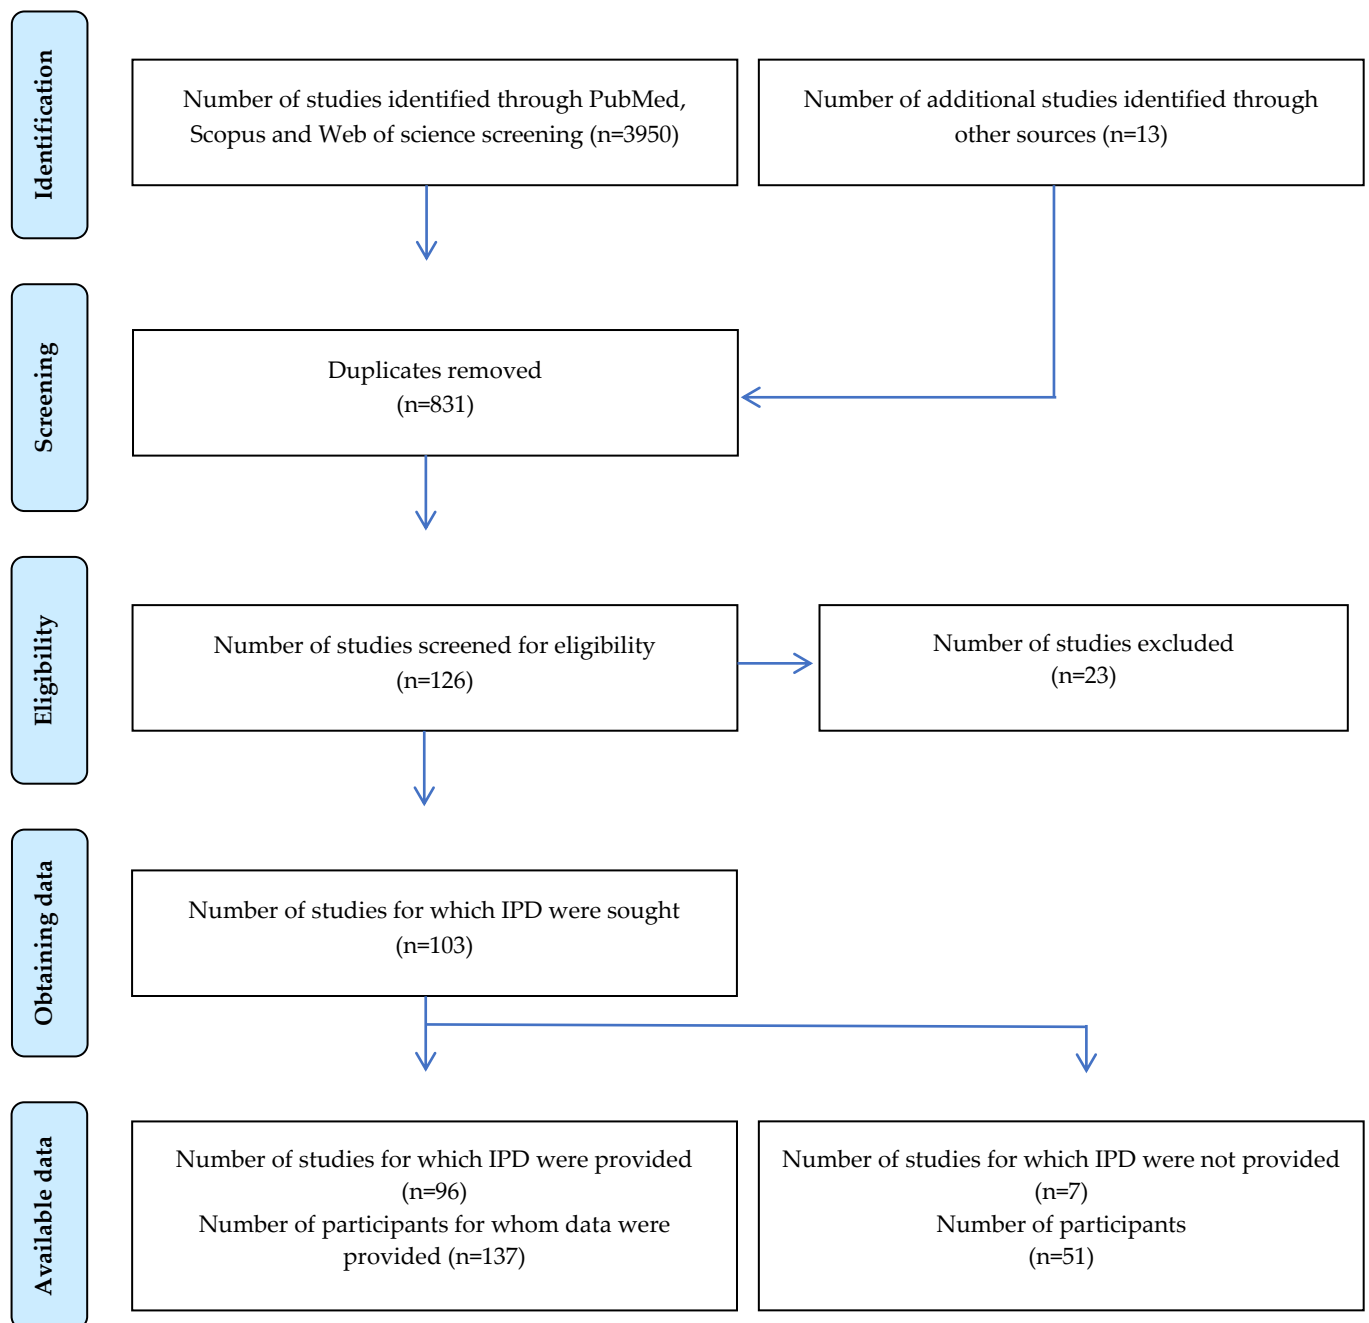 Identification
Number of studies identified through PubMed,
Scopus and Web of science screening (n=3950)
Number of additional studies identified through
other sources (n=13)
Screening
Duplicates removed
(n=831)
Eligibility
Number of studies screened for eligibility
(n=126)
Number of studies excluded
(n=23)
Obtaining data
Number of studies for which IPD were sought
(n=103)
Available data
Number of studies for which IPD were provided
(n=96)
Number of participants for whom data were
provided (n=137)
Number of studies for which IPD were not provided
(n=7)
Number of participants
(n=51)